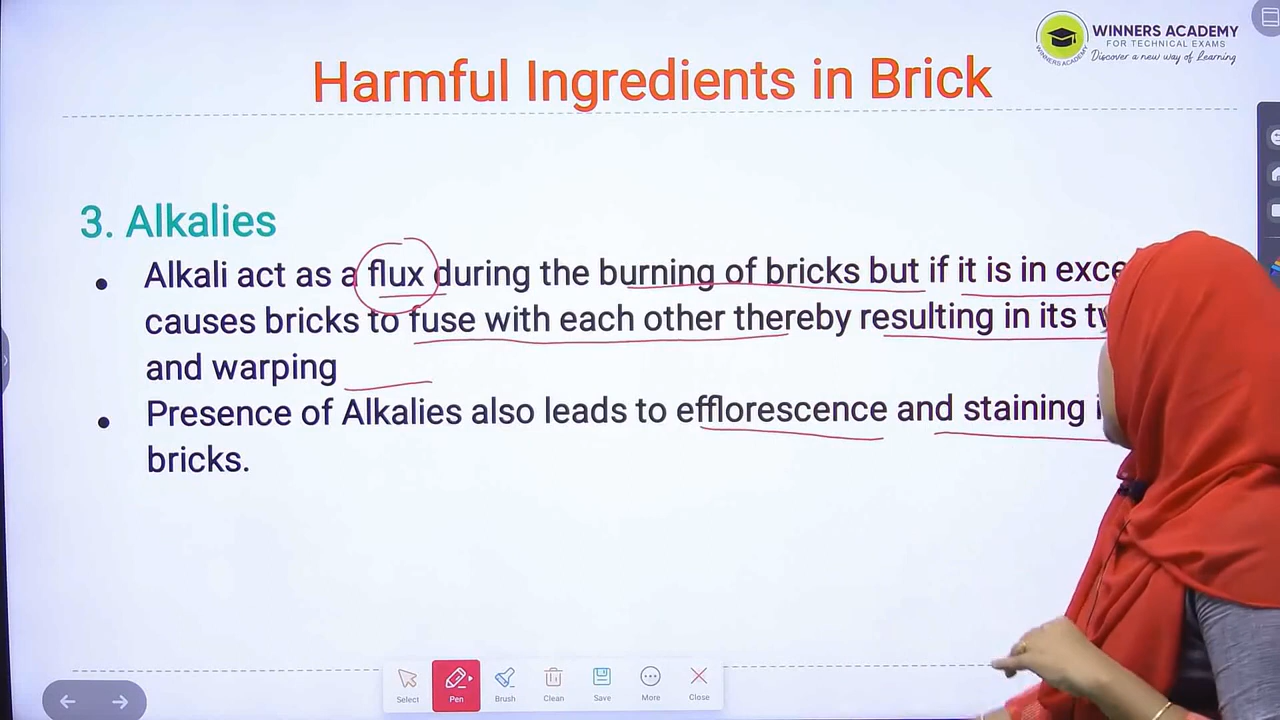 WINNERS ACADEMY
FOR TECHNICAL EXAMS
Discover a new way of Learning
WINNERS ACADEMY
Harmful Ingredients in Brick
3. Alkalies
• Alkali act as a flux during the burning of bricks but if it is in
causes bricks to fuse with each other thereby resulting in its
and warping
• Presence of Alkalies also leads to efflorescence and staining
bricks.
Select Pen Brush Clean Save More Close